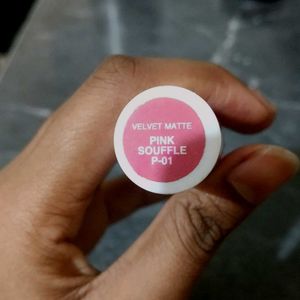 VELVET MATTE
PINK
SOUFFLE
P-01